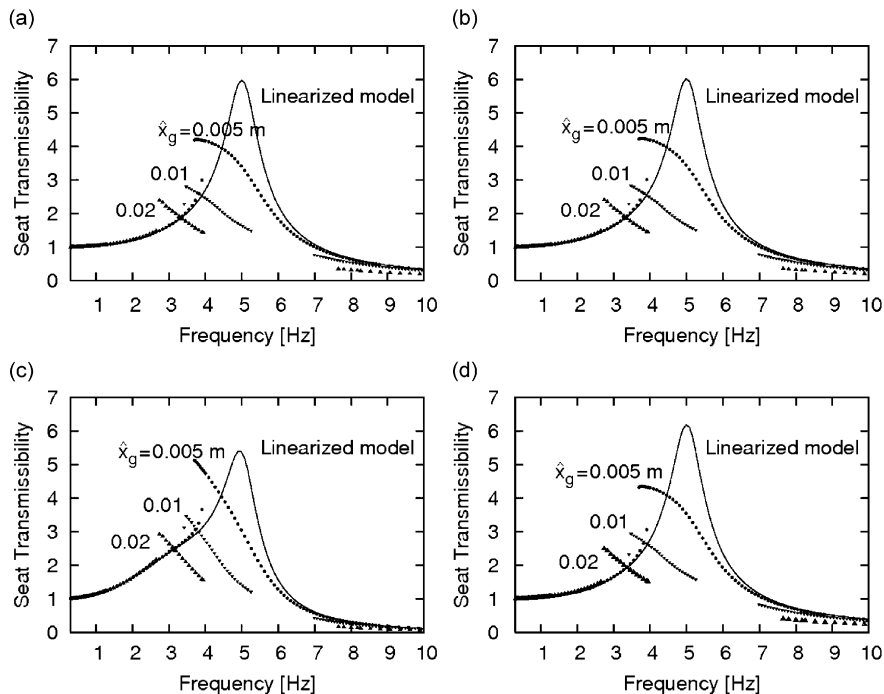 (a)
7
6
5
4
3
2
1
0
Seat Transmissibility
Linearized model
x̂g=0.005 m
0.01
0.02
1 2 3 4 5 6 7 8 9 10
Frequency [Hz]
(b)
7
6
5
4
3
2
1
0
Seat Transmissibility
Linearized model
x̂g=0.005 m
0.01
0.02
1 2 3 4 5 6 7 8 9 10
Frequency [Hz]
(c)
7
6
5
4
3
2
1
0
Seat Transmissibility
Linearized model
x̂g=0.005 m
0.01
0.02
1 2 3 4 5 6 7 8 9 10
Frequency [Hz]
(d)
7
6
5
4
3
2
1
0
Seat Transmissibility
Linearized model
x̂g=0.005 m
0.01
0.02
1 2 3 4 5 6 7 8 9 10
Frequency [Hz]